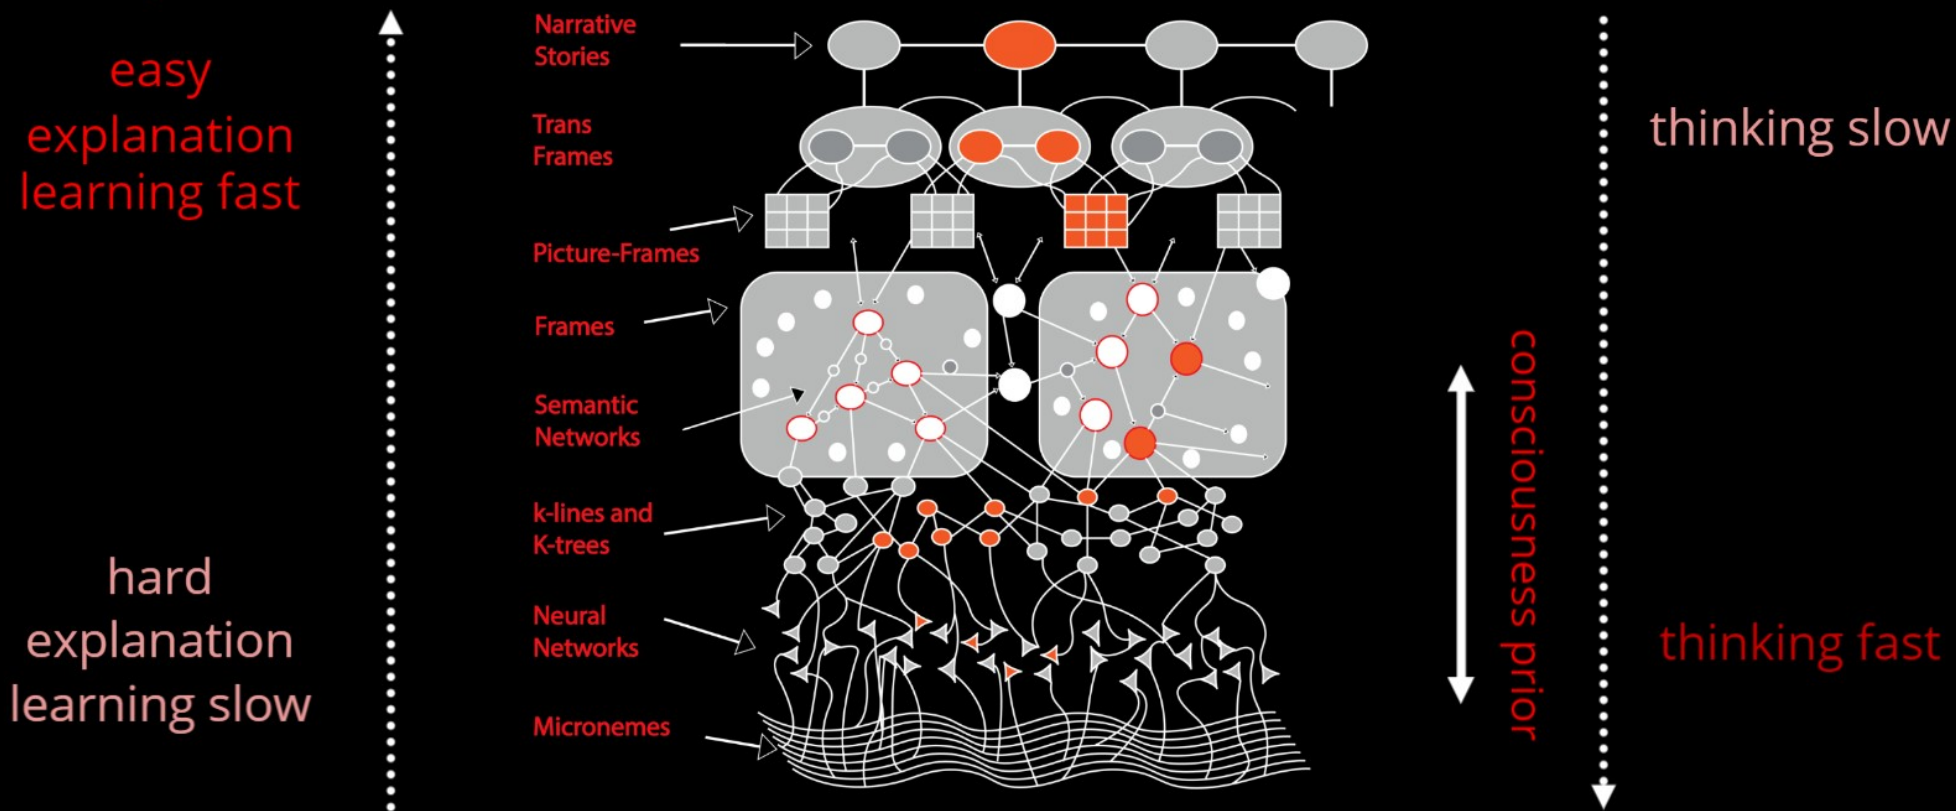 easy
explanation
learning fast
hard
explanation
learning slow
Narrative
Stories
Trans
Frames
Picture-Frames
Frames
Semantic
Networks
k-lines and
K-trees
Neural
Networks
Micronemes
consciousness prior
thinking slow
thinking fast